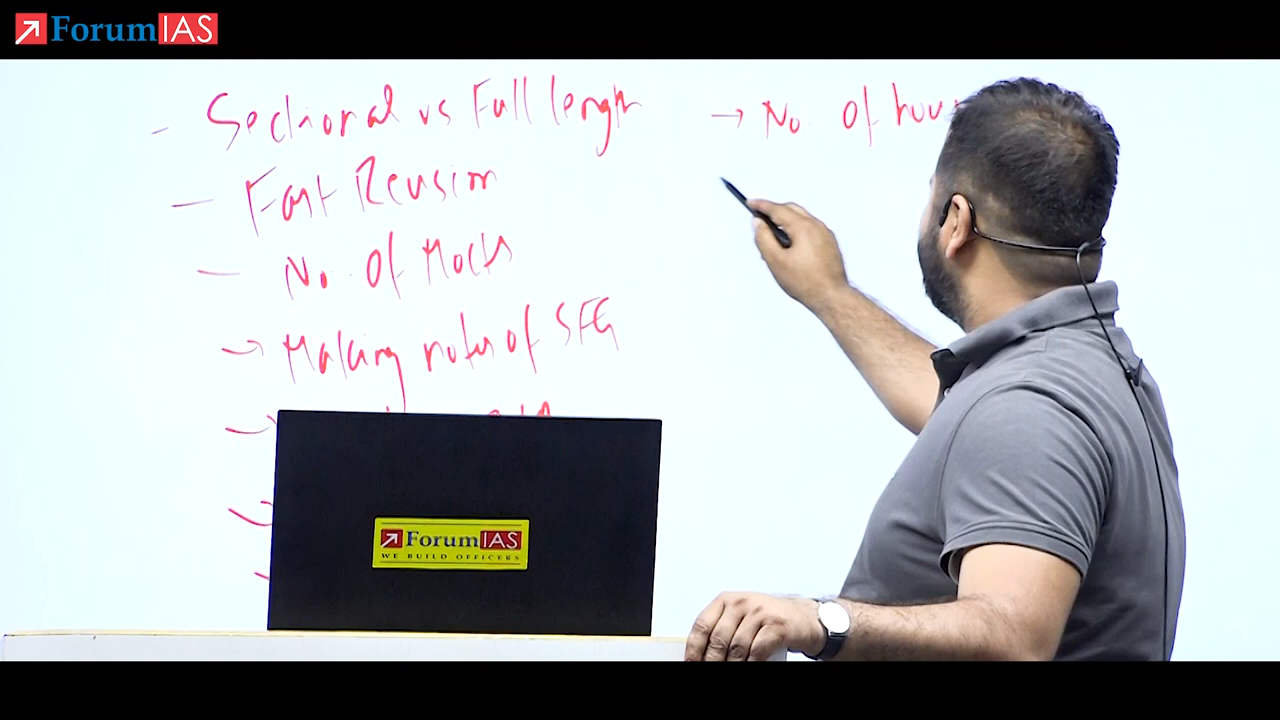 ForumIAS
- Sectional vs Full length → No. of hou
- Fast Revision
- No. of Mocks
→ Making notes of SFG
ForumIAS
WE BUILD OFFICERS